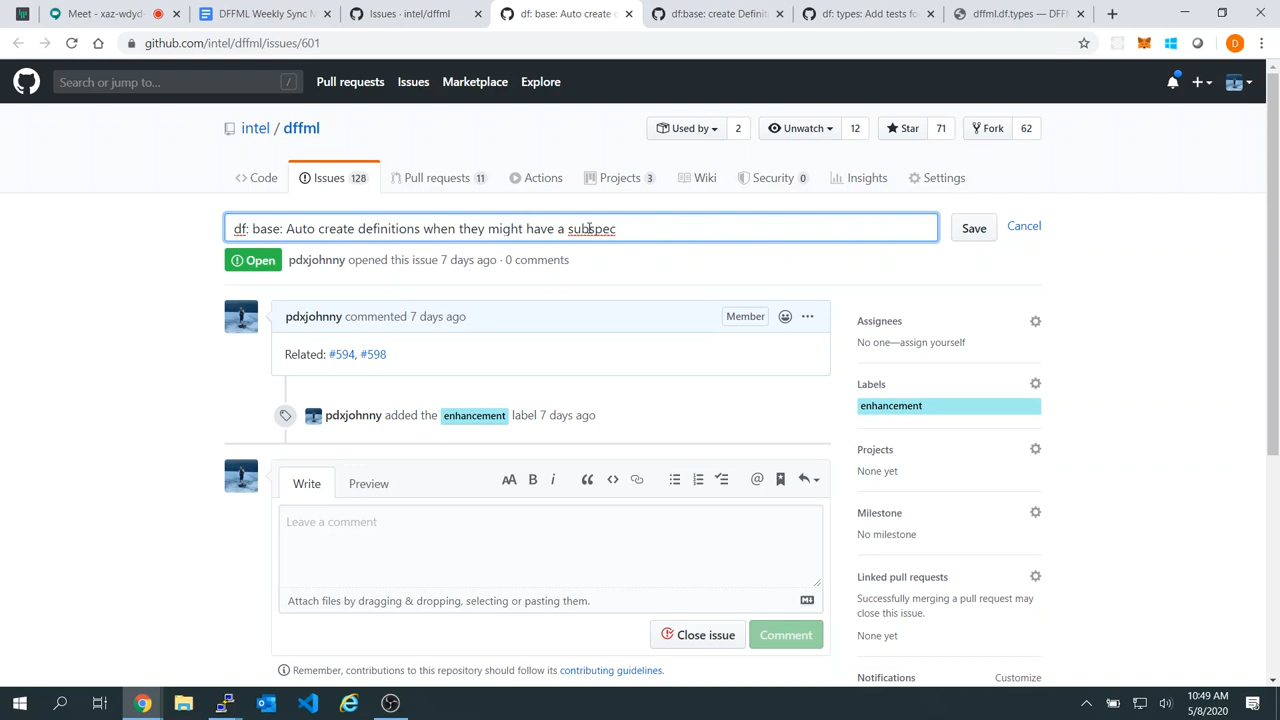 Meet - xaz-wdyd-
DFFML Weekly Sync M
Issues · intel/dffml
df: base: Auto create d
df:base: create Definit
df: types: Add tests fo
dffml.df.types — DFF
github.com/intel/dffml/issues/601
D
Search or jump to...
/
Pull requests
Issues
Marketplace
Explore
intel / dffml
Used by 2
Unwatch 12
Star 71
Fork 62
Code
Issues 128
Pull requests 11
Actions
Projects 3
Wiki
Security 0
Insights
Settings
df: base: Auto create definitions when they might have a subspec
Save
Cancel
Open
pdxjohnny opened this issue 7 days ago · 0 comments
pdxjohnny commented 7 days ago
Member
Related: #594, #598
pdxjohnny added the enhancement label 7 days ago
Write
Preview
AA B i
Leave a comment
Attach files by dragging & dropping, selecting or pasting them.
Close issue
Comment
Remember, contributions to this repository should follow its contributing guidelines.
Assignees
No one—assign yourself
Labels
enhancement
Projects
None yet
Milestone
No milestone
Linked pull requests
Successfully merging a pull request may
close this issue.
None yet
Notifications
Customize
10:49 AM
5/8/2020